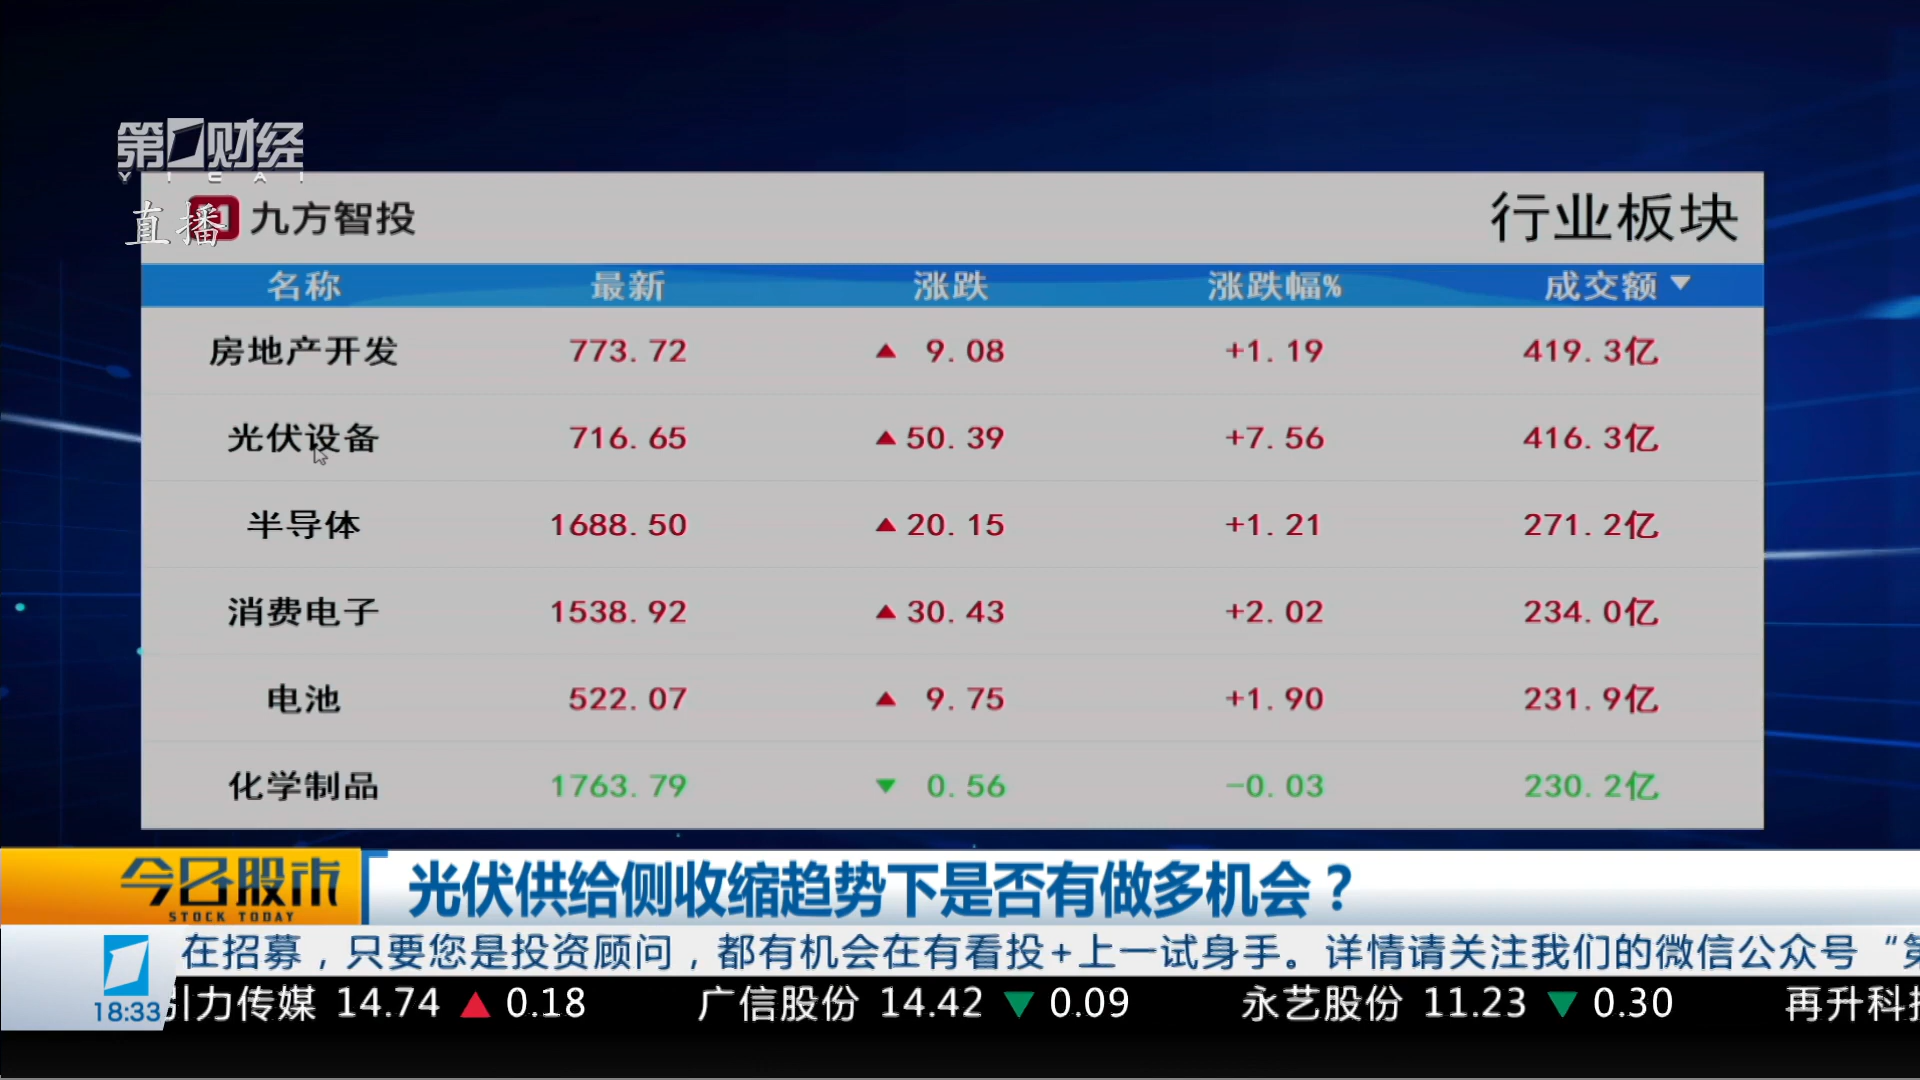 第一财经
YICAI
直播
九方智投 行业板块
名称 最新 涨跌 涨跌幅% 成交额▼
房地产开发 773.72 ▲ 9.08 +1.19 419.3亿
光伏设备 716.65 ▲50.39 +7.56 416.3亿
半导体 1688.50 ▲20.15 +1.21 271.2亿
消费电子 1538.92 ▲30.43 +2.02 234.0亿
电池 522.07 ▲ 9.75 +1.90 231.9亿
化学制品 1763.79 ▼ 0.56 -0.03 230.2亿
今日股市 光伏供给侧收缩趋势下是否有做多机会？
STOCK TODAY
在招募，只要您是投资顾问，都有机会在有看投+上一试身手。详情请关注我们的微信公众号“第
18:33
引力传媒 14.74 ▲ 0.18 广信股份 14.42 ▼ 0.09 永艺股份 11.23 ▼ 0.30 再升科技